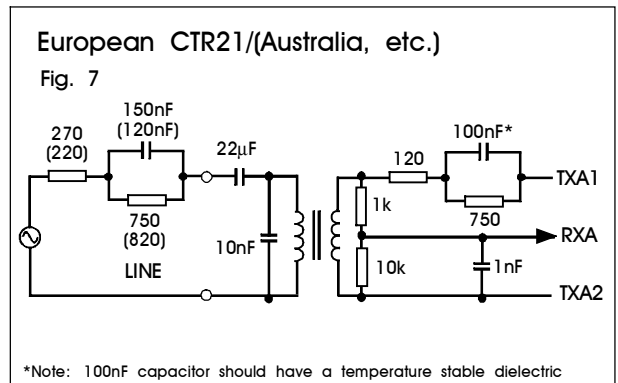 European CTR21/(Australia, etc.)
Fig. 7
150nF
(120nF)
270
(220)
22µF
100nF*
120
TXA1
1k
750
750
(820)
RXA
10nF
LINE
10k
1nF
TXA2
*Note: 100nF capacitor should have a temperature stable dielectric